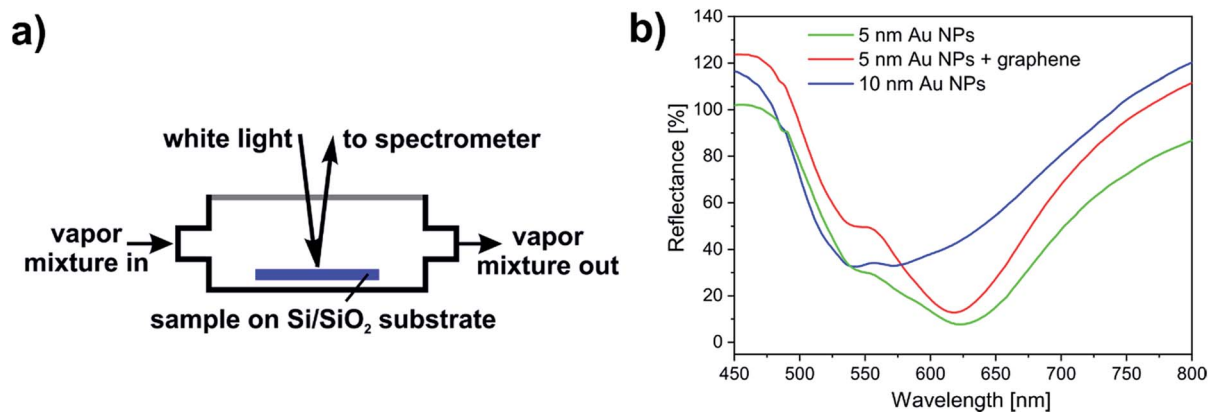 a)
white light
to spectrometer
vapor
mixture in
vapor
mixture out
sample on Si/SiO₂ substrate
b)
5 nm Au NPs
5 nm Au NPs + graphene
10 nm Au NPs
Reflectance [%]
140
120
100
80
60
40
20
0
450 500 550 600 650 700 750 800
Wavelength [nm]